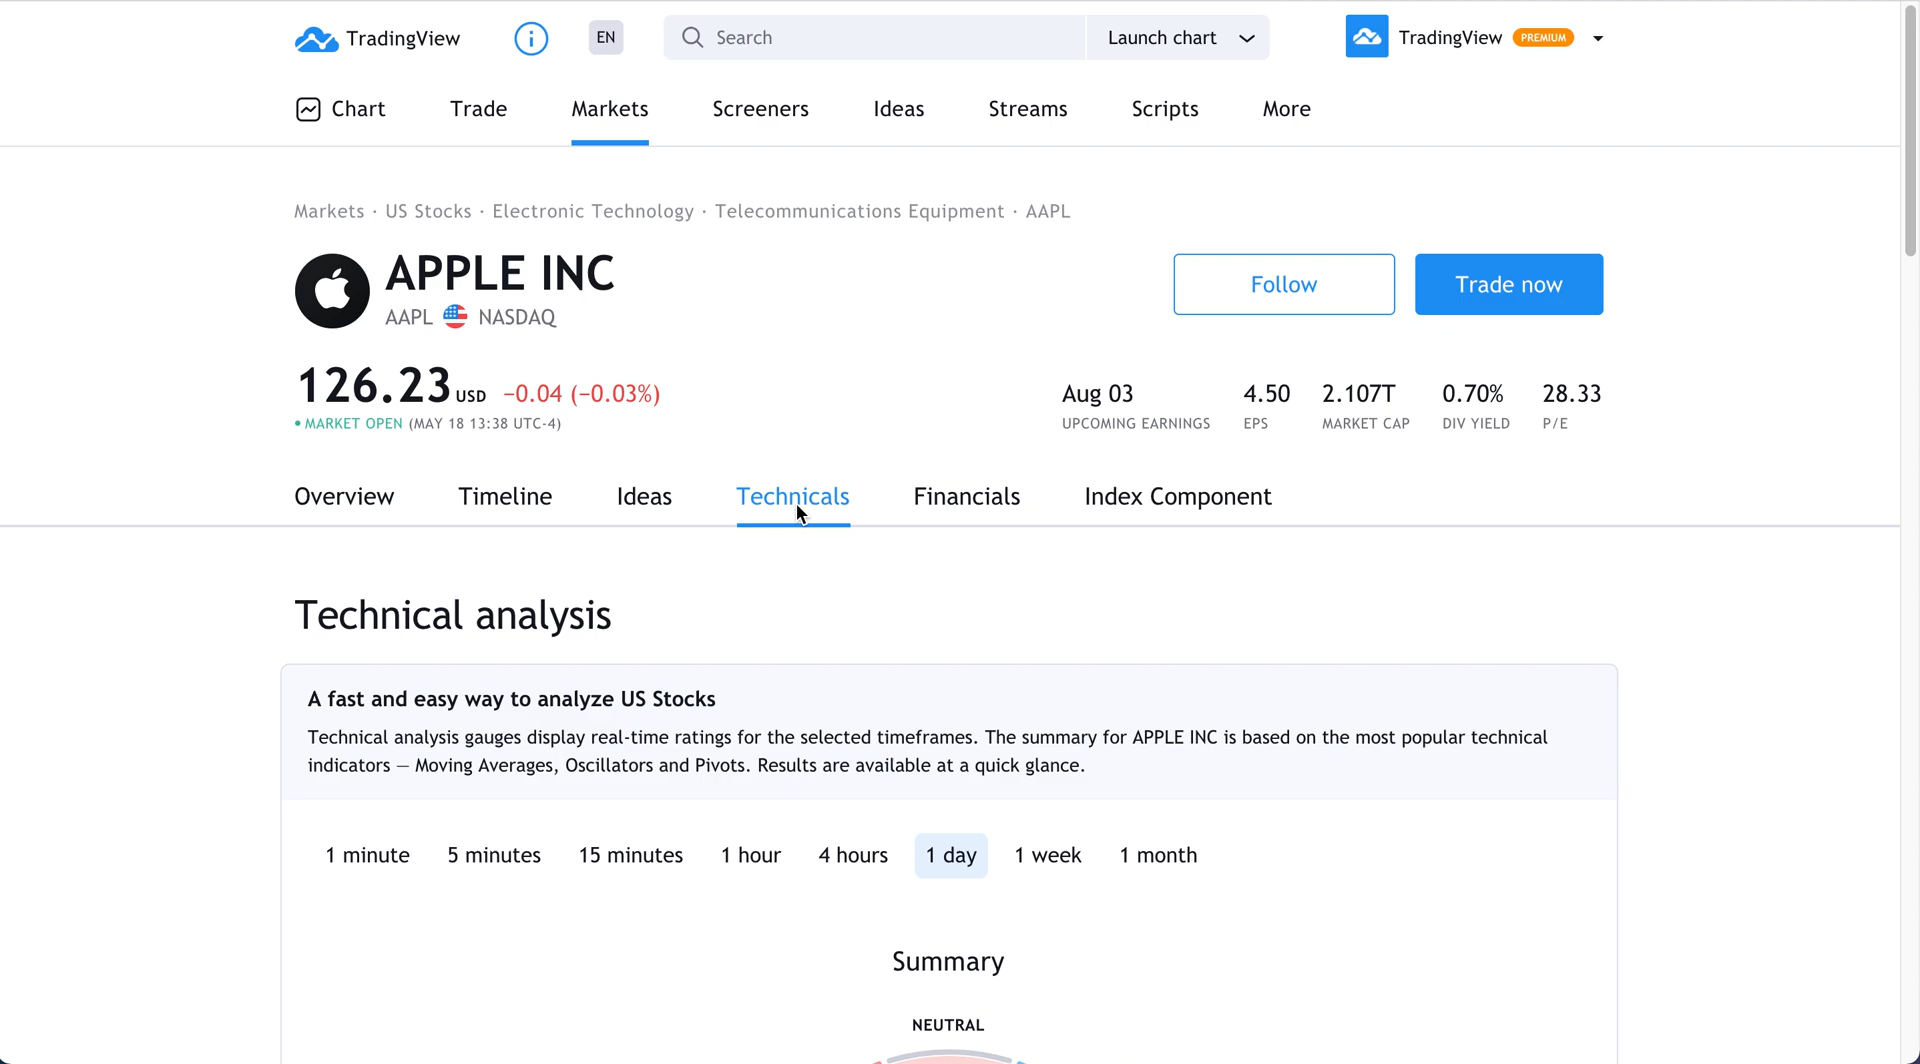 TradingView
EN
Search
Launch chart
TradingView PREMIUM
Chart Trade Markets Screeners Ideas Streams Scripts More
Markets · US Stocks · Electronic Technology · Telecommunications Equipment · AAPL
APPLE INC
AAPL NASDAQ
Follow
Trade now
126.23 USD −0.04 (−0.03%)
• MARKET OPEN (MAY 18 13:38 UTC-4)
Aug 03 4.50 2.107T 0.70% 28.33
UPCOMING EARNINGS EPS MARKET CAP DIV YIELD P/E
Overview Timeline Ideas Technicals Financials Index Component
Technical analysis
A fast and easy way to analyze US Stocks
Technical analysis gauges display real-time ratings for the selected timeframes. The summary for APPLE INC is based on the most popular technical
indicators — Moving Averages, Oscillators and Pivots. Results are available at a quick glance.
1 minute 5 minutes 15 minutes 1 hour 4 hours 1 day 1 week 1 month
Summary
NEUTRAL